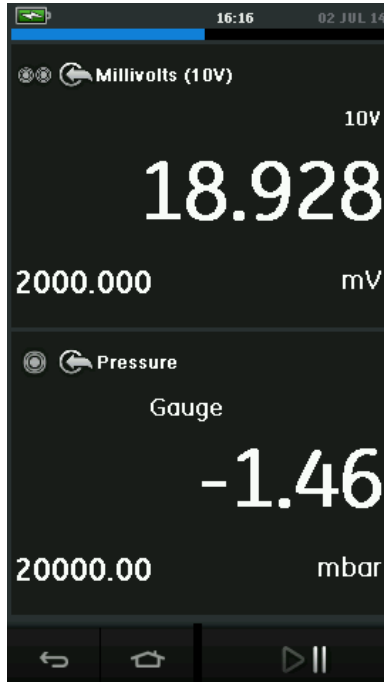 16:16 02 JUL 14
Millivolts (10V)
10V
18.928
2000.000 mV
Pressure
Gauge
-1.46
20000.00 mbar